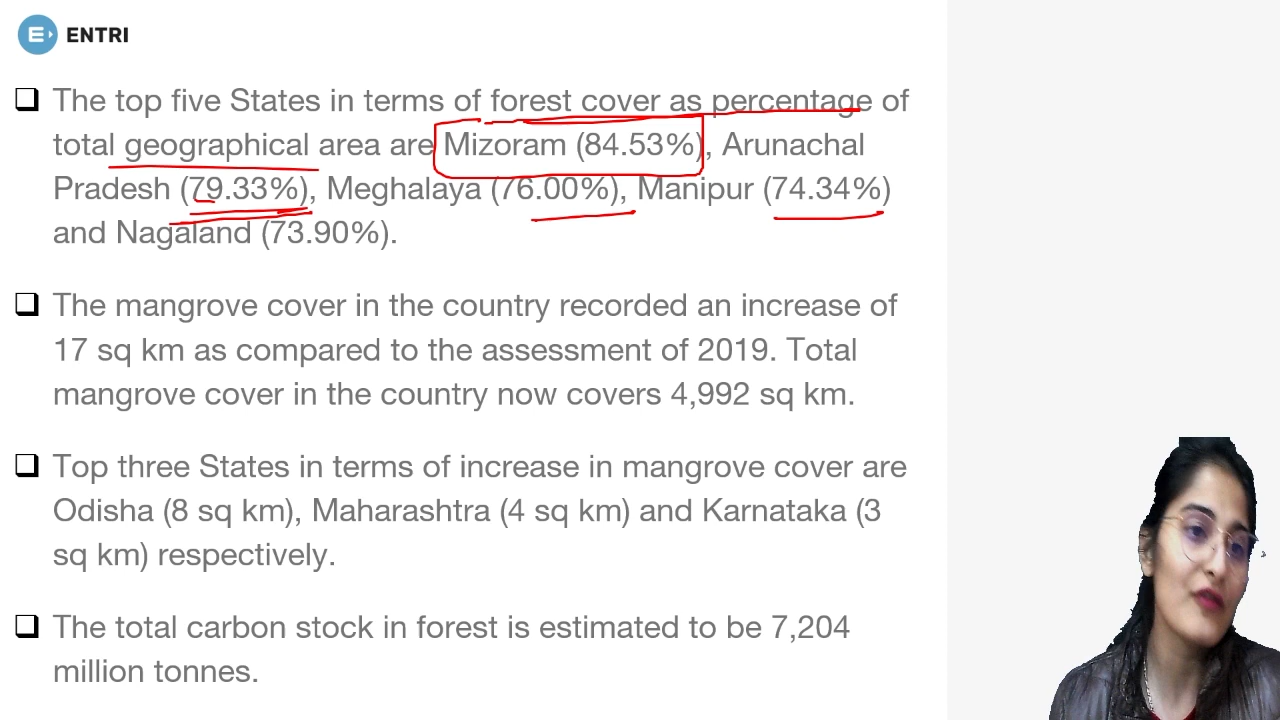 ENTRI
The top five States in terms of forest cover as percentage of
total geographical area are Mizoram (84.53%), Arunachal
Pradesh (79.33%), Meghalaya (76.00%), Manipur (74.34%)
and Nagaland (73.90%).
The mangrove cover in the country recorded an increase of
17 sq km as compared to the assessment of 2019. Total
mangrove cover in the country now covers 4,992 sq km.
Top three States in terms of increase in mangrove cover are
Odisha (8 sq km), Maharashtra (4 sq km) and Karnataka (3
sq km) respectively.
The total carbon stock in forest is estimated to be 7,204
million tonnes.